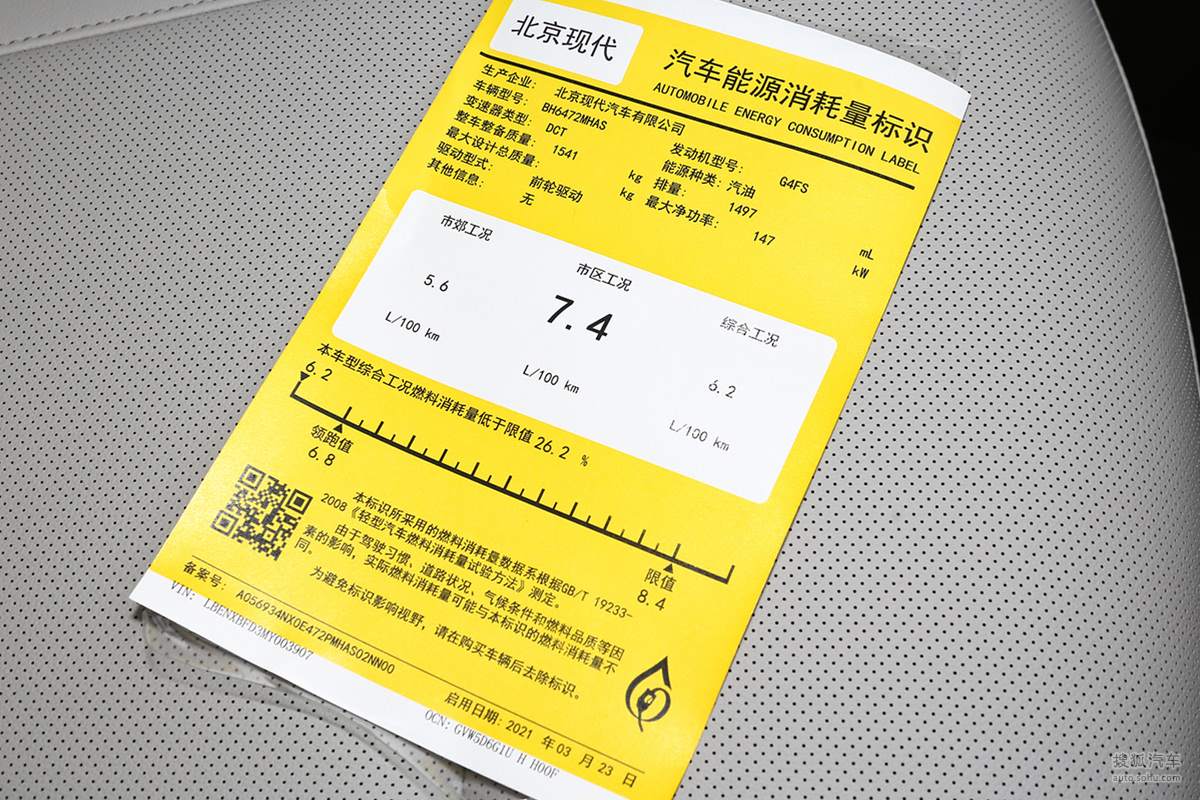 北京现代
汽车能源消耗量标识
AUTOMOBILE ENERGY CONSUMPTION LABEL
生产企业: 北京现代汽车有限公司
车辆型号: BH6472MHAS
发动机型号: G4FS
变速器类型: DCT
能源种类: 汽油
整车整备质量: 1541 kg
排量: 1497 mL
最大设计总质量: kg
最大净功率: 147 kW
驱动型式: 前轮驱动
其他信息: 无
市郊工况
5.6
L/100 km
市区工况
7.4
L/100 km
综合工况
6.2
L/100 km
本车型综合工况燃料消耗量低于限值 26.2 %
6.2
领跑值
6.8
限值
8.4
本标识所采用的燃料消耗量数据系根据GB/T 19233-
2008《轻型汽车燃料消耗量试验方法》测定。
由于驾驶习惯、道路状况、气候条件和燃料品质等因
素的影响，实际燃料消耗量可能与本标识的燃料消耗量不
同。
为避免标识影响视野，请在购买车辆后去除标识。
备案号: A056934NX0E472PMHAS02NN00
启用日期: 2021 年 03 月 23 日
VIN: LBENXBFD3MY003907
OCN: GVW5D6G1U H H00F
搜狐汽车
auto.sohu.com